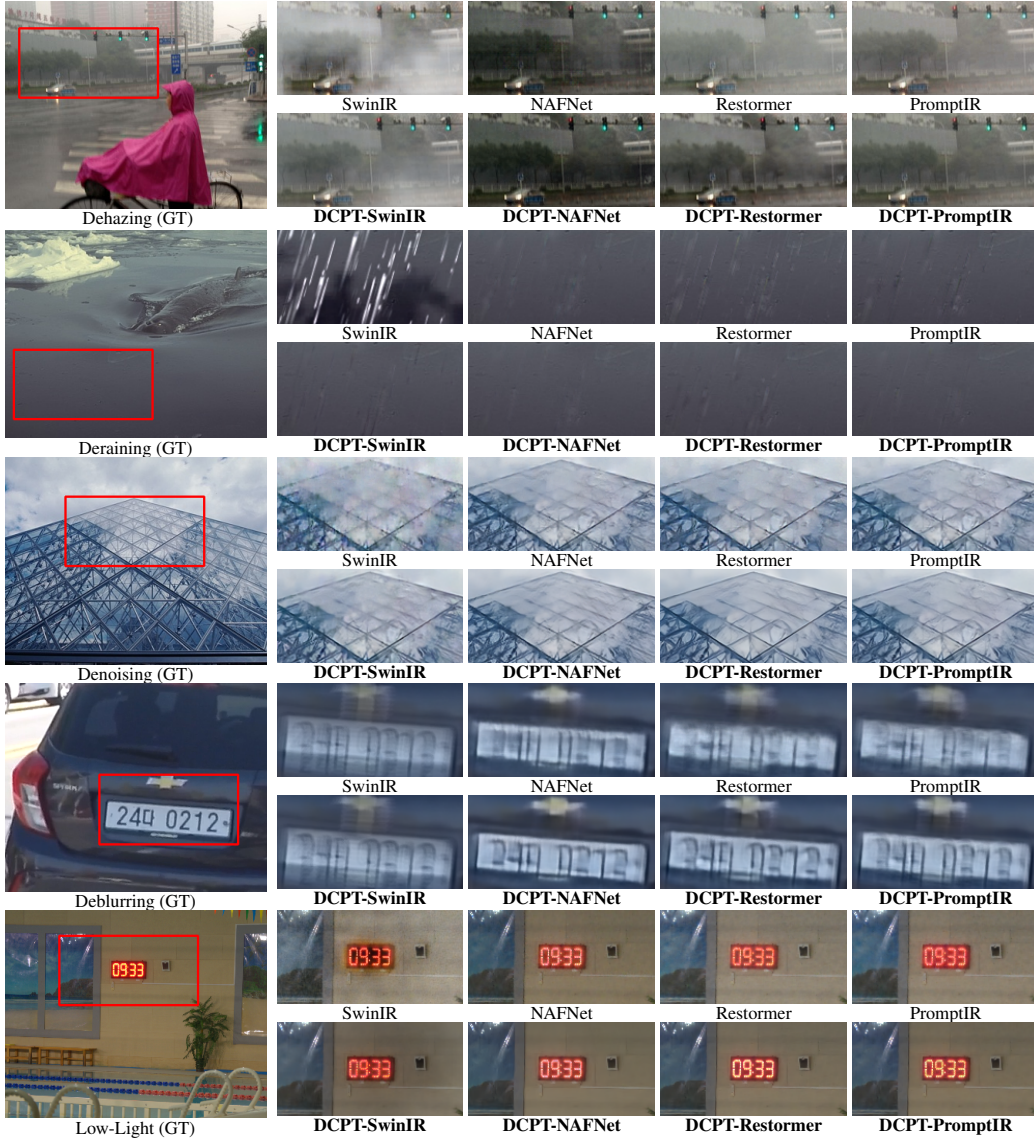 SwinIR NAFNet Restormer PromptIR
Dehazing (GT) DCPT-SwinIR DCPT-NAFNet DCPT-Restormer DCPT-PromptIR
SwinIR NAFNet Restormer PromptIR
Deraining (GT) DCPT-SwinIR DCPT-NAFNet DCPT-Restormer DCPT-PromptIR
SwinIR NAFNet Restormer PromptIR
Denoising (GT) DCPT-SwinIR DCPT-NAFNet DCPT-Restormer DCPT-PromptIR
24다 0212
SwinIR NAFNet Restormer PromptIR
Deblurring (GT) DCPT-SwinIR DCPT-NAFNet DCPT-Restormer DCPT-PromptIR
09:33 09:33 09:33 09:33 09:33
SwinIR NAFNet Restormer PromptIR
09:33 09:33 09:33 09:33
Low-Light (GT) DCPT-SwinIR DCPT-NAFNet DCPT-Restormer DCPT-PromptIR